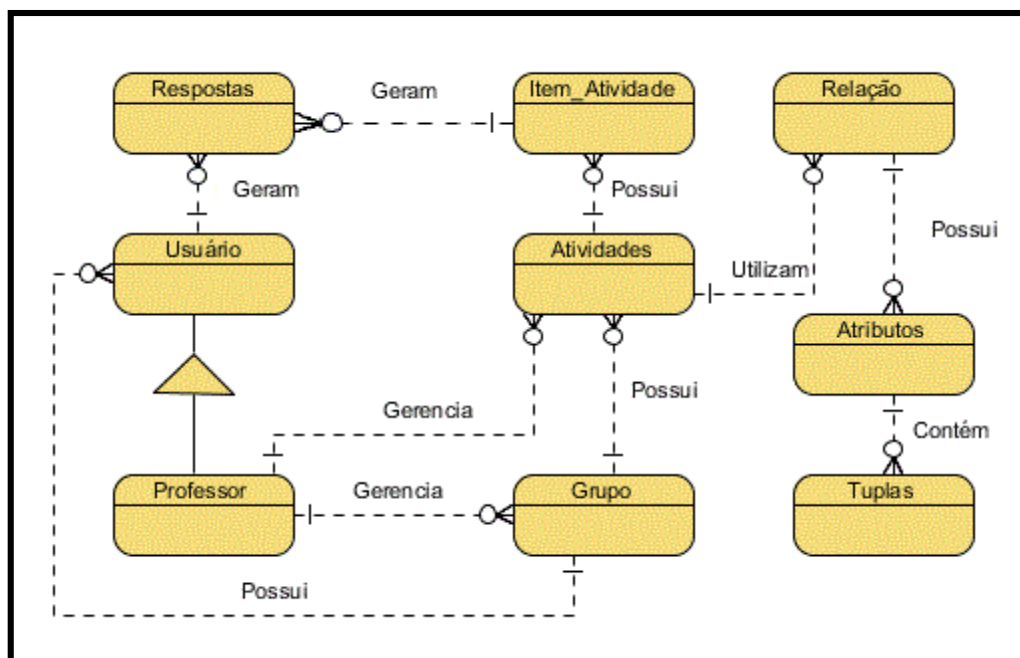 Respostas
Geram
Item_Atividade
Relação
Geram
Possui
Possui
Usuário
Atividades
Utilizam
Atributos
Gerencia
Possui
Contém
Professor
Gerencia
Grupo
Tuplas
Possui